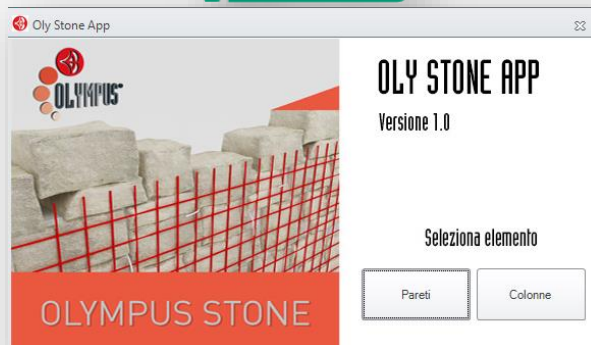 Oly Stone App
OLYMPUS
OLY STONE APP
Versione 1.0
Seleziona elemento
Pareti
Colonne
OLYMPUS STONE